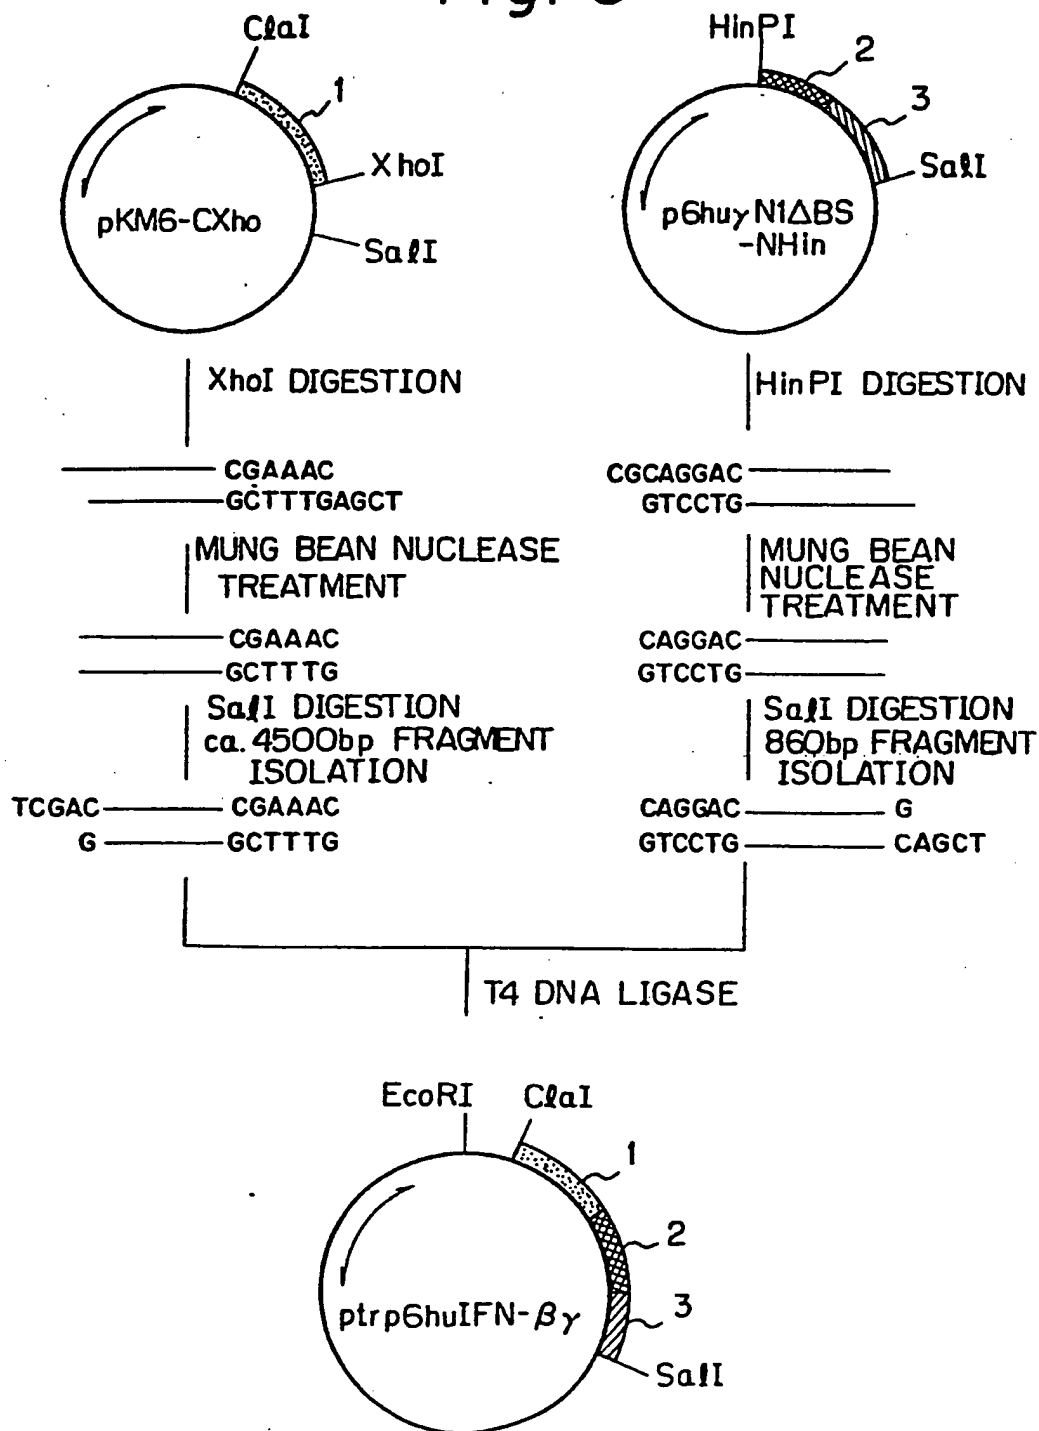 ClaI
1
XhoI
SalI
pKM6-CXho
HinPI
2
3
SalI
p6huγN1ΔBS
-NHin
XhoI DIGESTION
HinPI DIGESTION
CGAAAC
GCTTTGAGCT
CGCAGGAC
GTCCTG
MUNG BEAN NUCLEASE
TREATMENT
MUNG BEAN
NUCLEASE
TREATMENT
CGAAAC
GCTTTG
CAGGAC
GTCCTG
SalI DIGESTION
ca. 4500bp FRAGMENT
ISOLATION
SalI DIGESTION
860bp FRAGMENT
ISOLATION
TCGAC CGAAAC
G GCTTTG
CAGGAC G
GTCCTG CAGCT
T4 DNA LIGASE
EcoRI ClaI
1
2
3
SalI
ptrp6huIFN-βγ